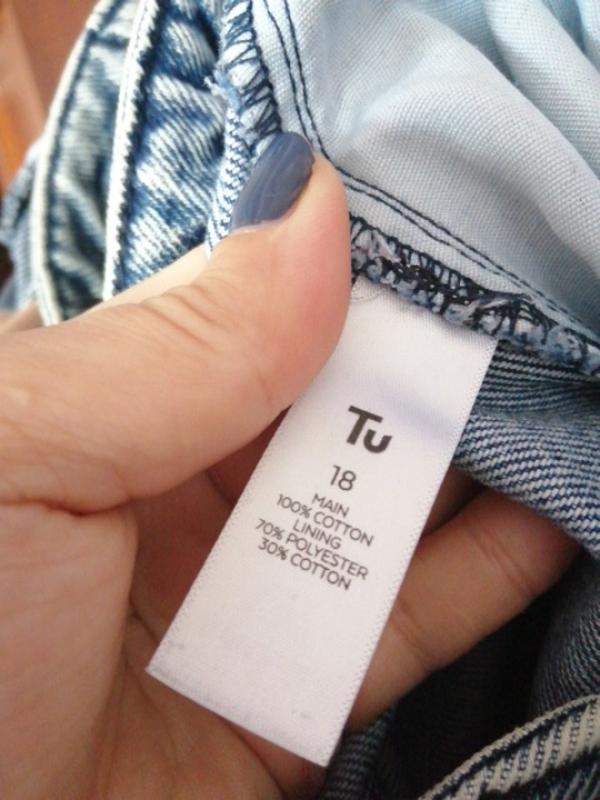 Tu
18
MAIN
100% COTTON
LINING
70% POLYESTER
30% COTTON